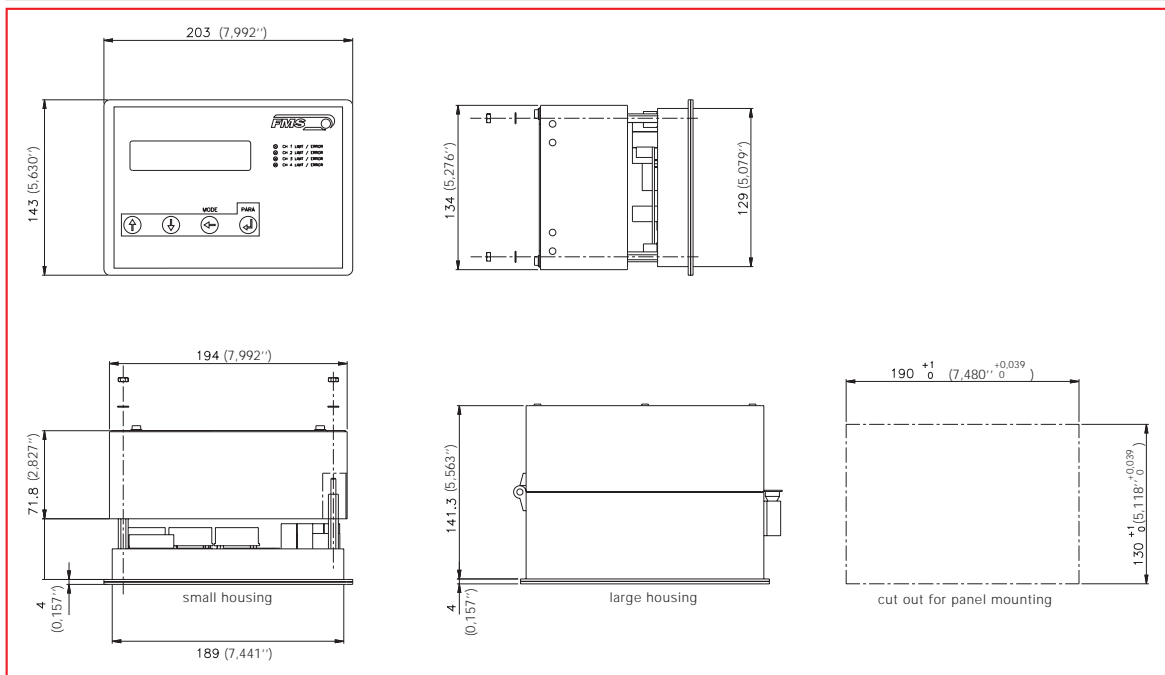 203 (7,992’’)
143 (5,630’’)
FMS
CH 1 LIMIT / ERROR
CH 2 LIMIT / ERROR
CH 3 LIMIT / ERROR
CH 4 LIMIT / ERROR
MODE PARA
134 (5,276’’)
129 (5,079’’)
194 (7,992’’)
71.8 (2,827’’)
4 (0,157’’)
small housing
189 (7,441’’)
141.3 (5,563’’)
4 (0,157’’)
large housing
190 +1 0 (7,480’’ +0,039 0 )
130 +1 0 (5,118’’ +0,039 0 )
cut out for panel mounting